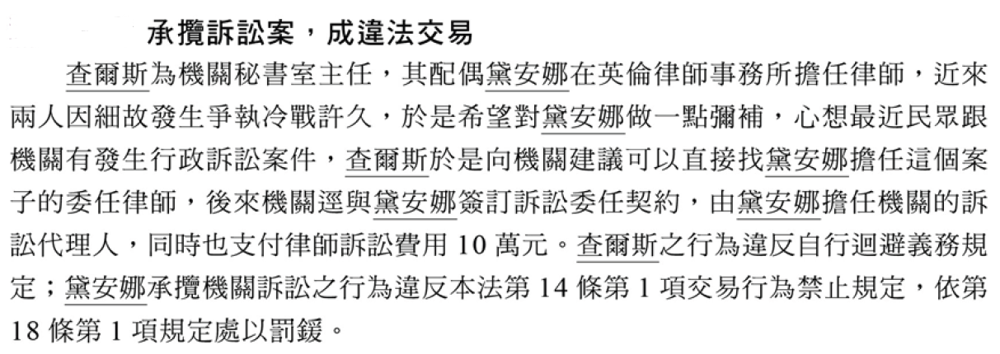 承攬訴訟案，成違法交易
查爾斯為機關秘書室主任，其配偶黛安娜在英倫律師事務所擔任律師，近來
兩人因細故發生爭執冷戰許久，於是希望對黛安娜做一點彌補，心想最近民眾跟
機關有發生行政訴訟案件，查爾斯於是向機關建議可以直接找黛安娜擔任這個案
子的委任律師，後來機關逕與黛安娜簽訂訴訟委任契約，由黛安娜擔任機關的訴
訟代理人，同時也支付律師訴訟費用 10 萬元。查爾斯之行為違反自行迴避義務規
定；黛安娜承攬機關訴訟之行為違反本法第 14 條第 1 項交易行為禁止規定，依第
18 條第 1 項規定處以罰鍰。